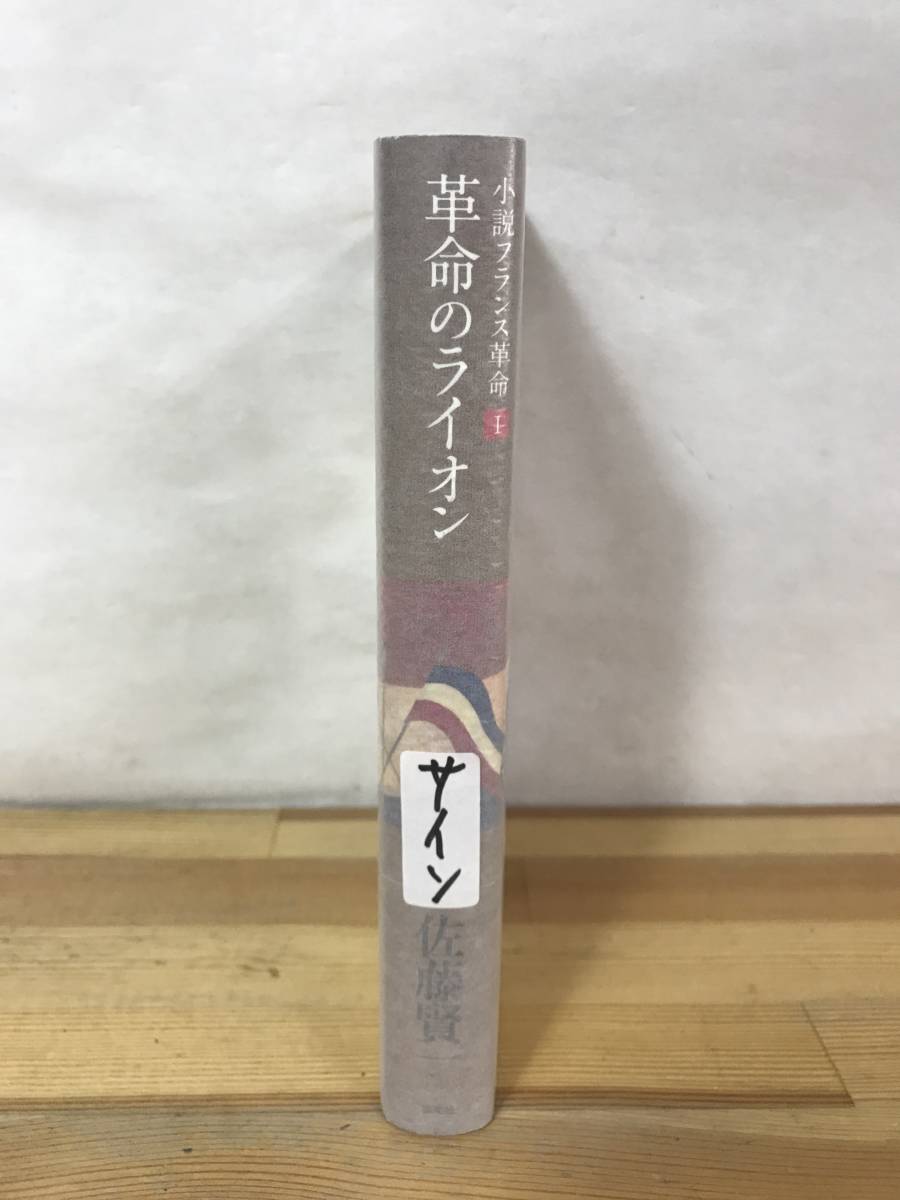 小説フランス革命 I
革命のライオン
サイン
佐藤賢一